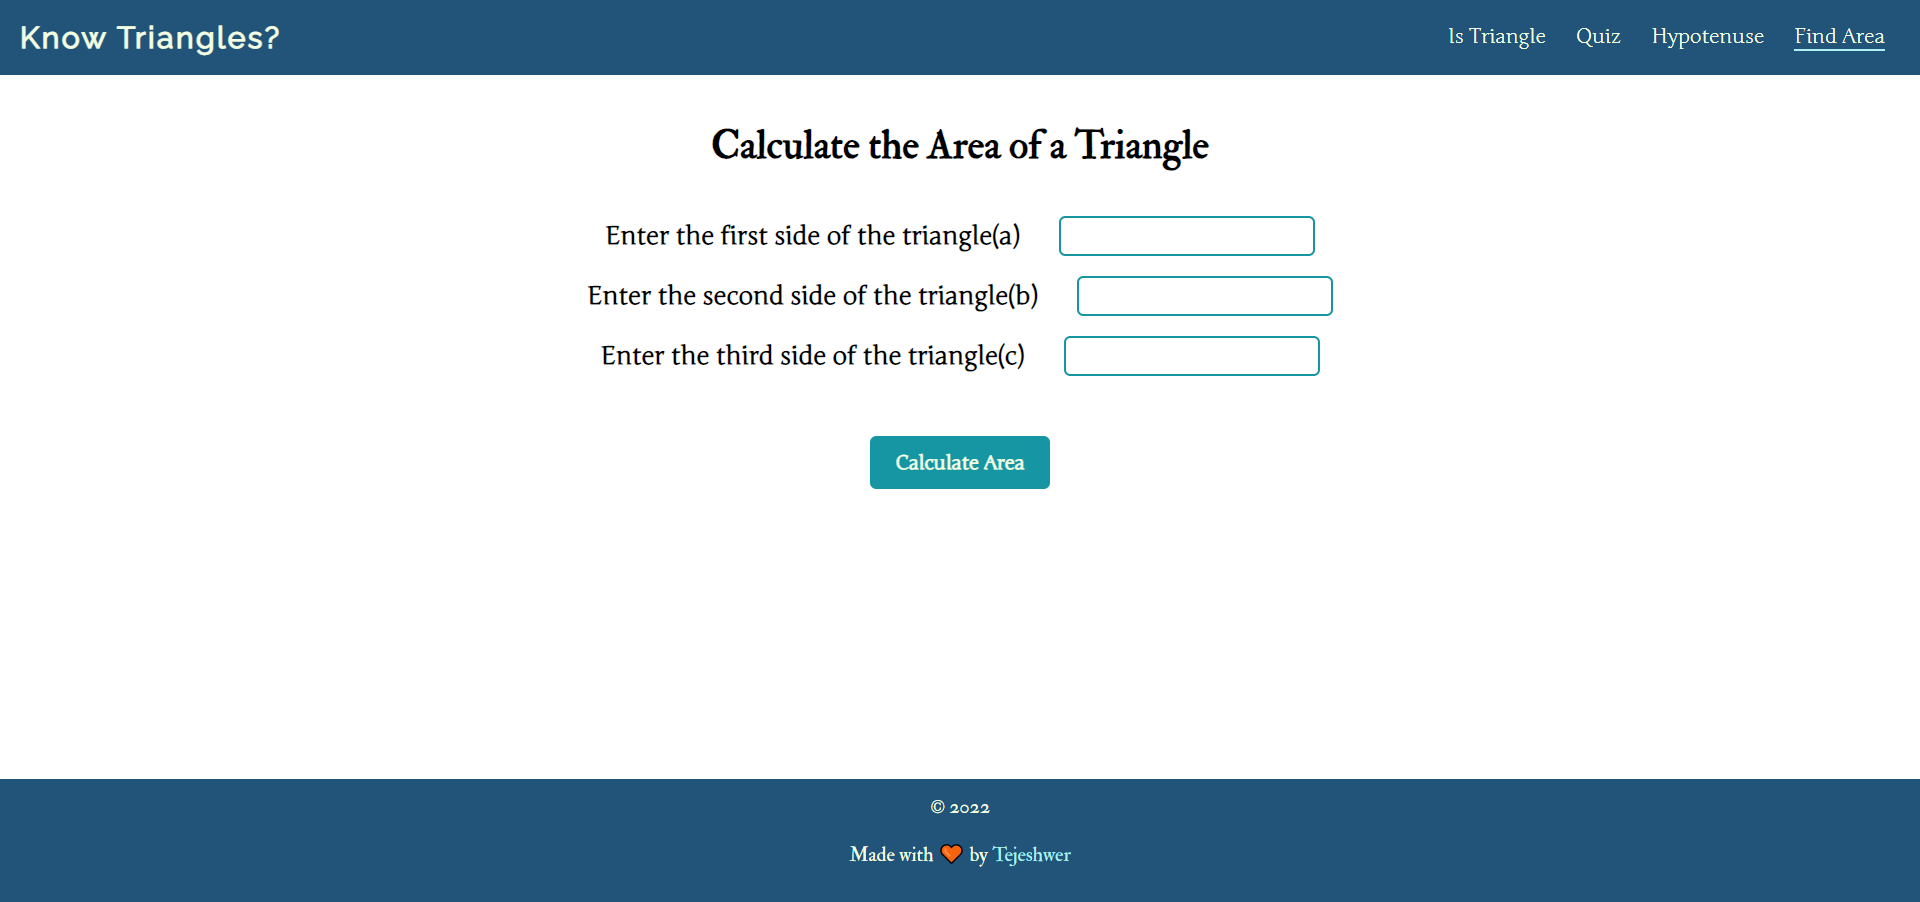 Know Triangles?
Is Triangle Quiz Hypotenuse Find Area
Calculate the Area of a Triangle
Enter the first side of the triangle(a)
Enter the second side of the triangle(b)
Enter the third side of the triangle(c)
Calculate Area
© 2022
Made with 🧡 by Tejeshwer